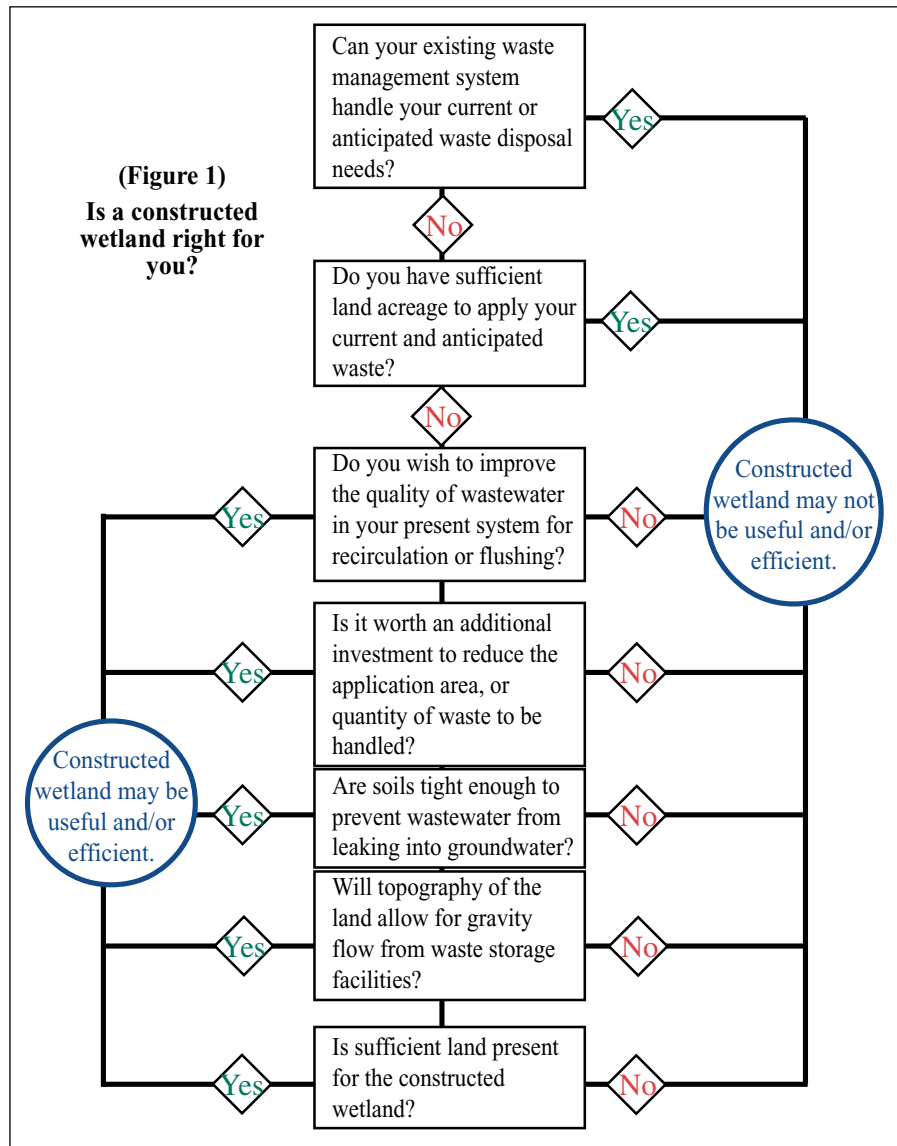 Can your existing waste
management system
handle your current or
anticipated waste disposal
needs?
Yes
(Figure 1)
Is a constructed
wetland right for
you?
No
Do you have sufficient
land acreage to apply your
current and anticipated
waste?
Yes
No
Do you wish to improve
the quality of wastewater
in your present system for
recirculation or flushing?
Yes
No
Constructed
wetland may not
be useful and/or
efficient.
Is it worth an additional
investment to reduce the
application area, or
quantity of waste to be
handled?
Yes
No
Constructed
wetland may be
useful and/or
efficient.
Are soils tight enough to
prevent wastewater from
leaking into groundwater?
Yes
No
Will topography of the
land allow for gravity
flow from waste storage
facilities?
Yes
No
Is sufficient land present
for the constructed
wetland?
Yes
No